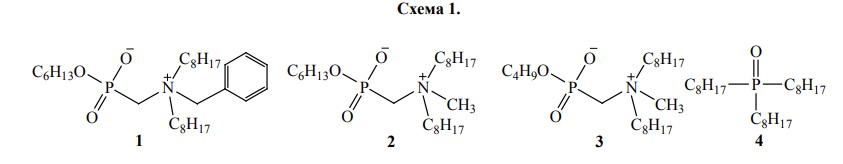 Схема 1.
O⁻ C₈H₁₇
C₆H₁₃O P N⁺
O C₈H₁₇
1
O⁻ C₈H₁₇
C₆H₁₃O P N⁺ CH₃
O C₈H₁₇
2
O⁻ C₈H₁₇
C₄H₉O P N⁺ CH₃
O C₈H₁₇
3
O
C₈H₁₇ P C₈H₁₇
C₈H₁₇
4